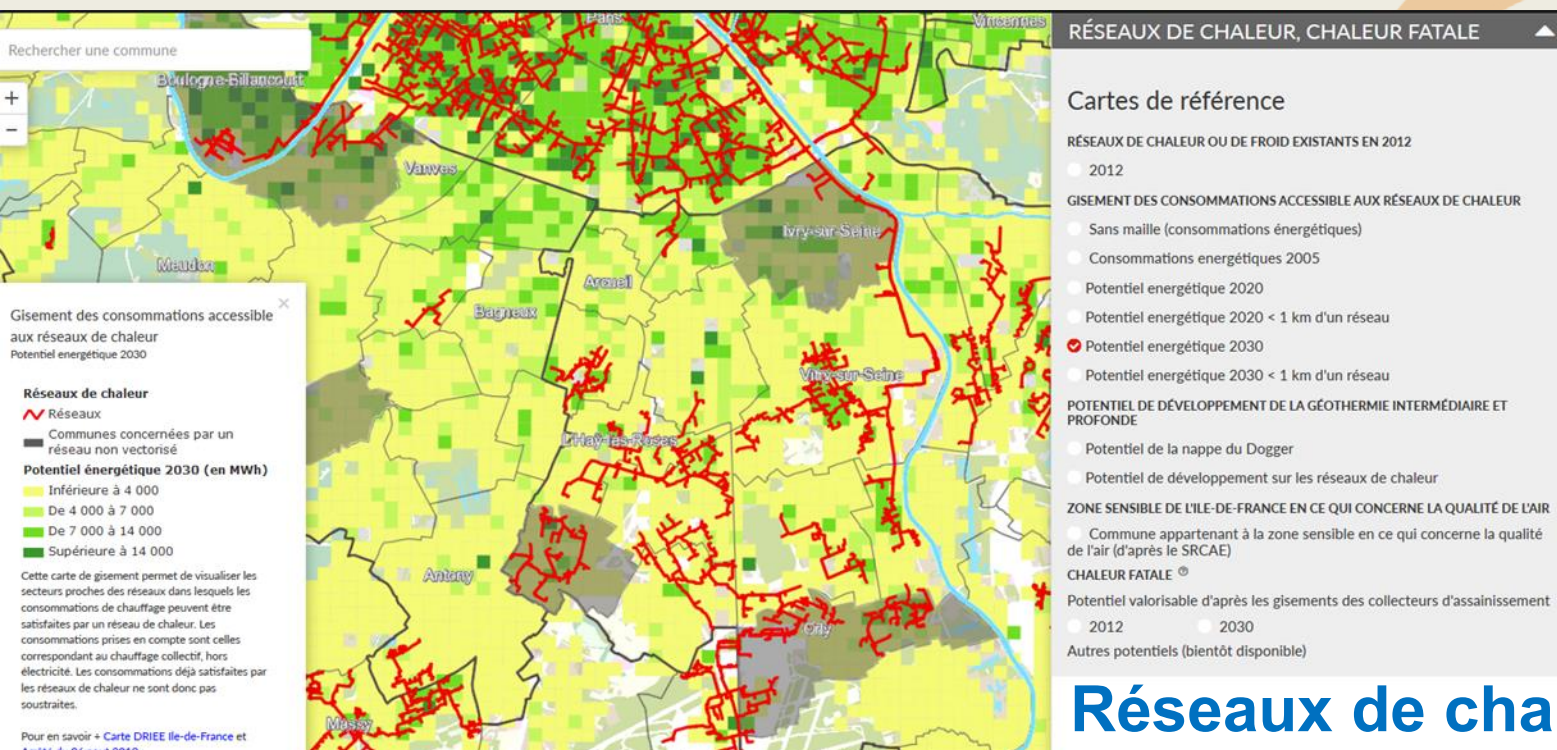 Rechercher une commune
+
−
Paris
Vincennes
Boulogne-Billancourt
Vanves
Ivry-sur-Seine
Meudon
Arcueil
Bagneux
Vitry-sur-Seine
L'Haÿ-les-Roses
Antony
Orly
Massy
Gisement des consommations accessible
aux réseaux de chaleur
Potentiel energétique 2030
Réseaux de chaleur
Réseaux
Communes concernées par un
réseau non vectorisé
Potentiel énergétique 2030 (en MWh)
Inférieure à 4 000
De 4 000 à 7 000
De 7 000 à 14 000
Supérieure à 14 000
Cette carte de gisement permet de visualiser les
secteurs proches des réseaux dans lesquels les
consommations de chauffage peuvent être
satisfaites par un réseau de chaleur. Les
consommations prises en compte sont celles
correspondant au chauffage collectif, hors
électricité. Les consommations déjà satisfaites par
les réseaux de chaleur ne sont donc pas
soustraites.
Pour en savoir + Carte DRIEE Ile-de-France et
RÉSEAUX DE CHALEUR, CHALEUR FATALE
Cartes de référence
RÉSEAUX DE CHALEUR OU DE FROID EXISTANTS EN 2012
2012
GISEMENT DES CONSOMMATIONS ACCESSIBLE AUX RÉSEAUX DE CHALEUR
Sans maille (consommations énergétiques)
Consommations energétiques 2005
Potentiel energétique 2020
Potentiel energétique 2020 < 1 km d'un réseau
Potentiel energétique 2030
Potentiel energétique 2030 < 1 km d'un réseau
POTENTIEL DE DÉVELOPPEMENT DE LA GÉOTHERMIE INTERMÉDIAIRE ET
PROFONDE
Potentiel de la nappe du Dogger
Potentiel de développement sur les réseaux de chaleur
ZONE SENSIBLE DE L'ILE-DE-FRANCE EN CE QUI CONCERNE LA QUALITÉ DE L'AIR
Commune appartenant à la zone sensible en ce qui concerne la qualité
de l'air (d'après le SRCAE)
CHALEUR FATALE ?
Potentiel valorisable d'après les gisements des collecteurs d'assainissement
2012 2030
Autres potentiels (bientôt disponible)
Réseaux de cha